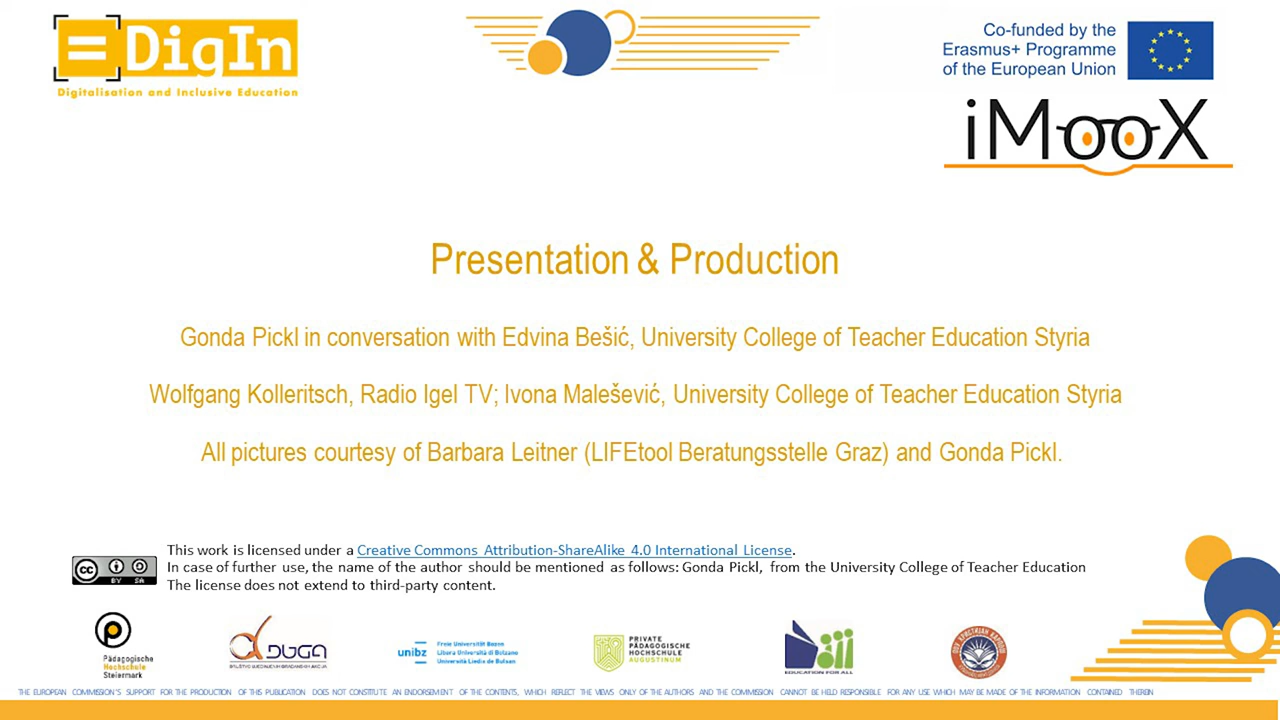 =DigIn
Digitalisation and Inclusive Education
Co-funded by the
Erasmus+ Programme
of the European Union
iMooX
Presentation & Production
Gonda Pickl in conversation with Edvina Bešić, University College of Teacher Education Styria
Wolfgang Kolleritsch, Radio Igel TV; Ivona Malešević, University College of Teacher Education Styria
All pictures courtesy of Barbara Leitner (LIFEtool Beratungsstelle Graz) and Gonda Pickl.
This work is licensed under a Creative Commons Attribution-ShareAlike 4.0 International License.
In case of further use, the name of the author should be mentioned as follows: Gonda Pickl, from the University College of Teacher Education
The license does not extend to third-party content.
cc BY SA
Pädagogische
Hochschule
Steiermark
DUGA
unibz
Freie Universität Bozen
Libera Università di Bolzano
Università Liedia de Bulsan
PRIVATE
PÄDAGOGISCHE
HOCHSCHULE
AUGUSTINUM
EDUCATION FOR ALL
THE EUROPEAN COMMISSION'S SUPPORT FOR THE PRODUCTION OF THIS PUBLICATION DOES NOT CONSTITUTE AN ENDORSEMENT OF THE CONTENTS, WHICH REFLECT THE VIEWS ONLY OF THE AUTHORS AND THE COMMISSION CANNOT BE HELD RESPONSIBLE FOR ANY USE WHICH MAY BE MADE OF THE INFORMATION CONTAINED THEREIN